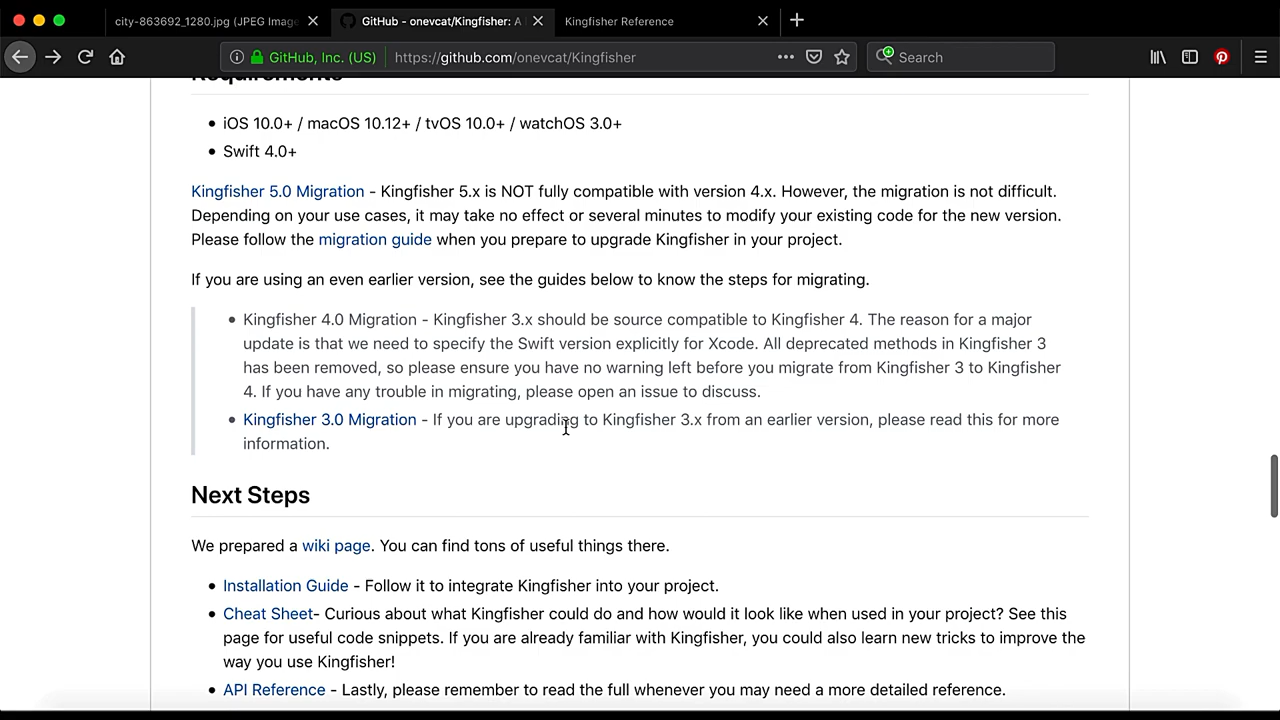 city-863692_1280.jpg (JPEG Image
GitHub - onevcat/Kingfisher: A
Kingfisher Reference
GitHub, Inc. (US)
https://github.com/onevcat/Kingfisher
Search
Requirements
iOS 10.0+ / macOS 10.12+ / tvOS 10.0+ / watchOS 3.0+
Swift 4.0+
Kingfisher 5.0 Migration - Kingfisher 5.x is NOT fully compatible with version 4.x. However, the migration is not difficult.
Depending on your use cases, it may take no effect or several minutes to modify your existing code for the new version.
Please follow the migration guide when you prepare to upgrade Kingfisher in your project.
If you are using an even earlier version, see the guides below to know the steps for migrating.
Kingfisher 4.0 Migration - Kingfisher 3.x should be source compatible to Kingfisher 4. The reason for a major
update is that we need to specify the Swift version explicitly for Xcode. All deprecated methods in Kingfisher 3
has been removed, so please ensure you have no warning left before you migrate from Kingfisher 3 to Kingfisher
4. If you have any trouble in migrating, please open an issue to discuss.
Kingfisher 3.0 Migration - If you are upgrading to Kingfisher 3.x from an earlier version, please read this for more
information.
Next Steps
We prepared a wiki page. You can find tons of useful things there.
Installation Guide - Follow it to integrate Kingfisher into your project.
Cheat Sheet- Curious about what Kingfisher could do and how would it look like when used in your project? See this
page for useful code snippets. If you are already familiar with Kingfisher, you could also learn new tricks to improve the
way you use Kingfisher!
API Reference - Lastly, please remember to read the full whenever you may need a more detailed reference.